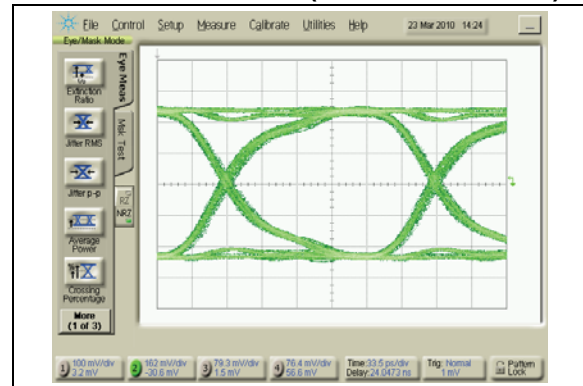 File Control Setup Measure Calibrate Utilities Help 23 Mar 2010 14:24
Eye/Mask Mode
Eye Meas
Msk Test
Extinction
Ratio
Jitter RMS
RZ
NRZ
Jitter p-p
Average
Power
Crossing
Percentage
More
(1 of 3)
1) 100 mV/div
3.2 mV
2) 162 mV/div
-30.6 mV
3) 79.3 mV/div
1.5 mV
4) 76.4 mV/div
56.6 mV
Time:33.5 ps/div
Delay:24.0473 ns
Trig: Normal
1 mV
Pattern
Lock